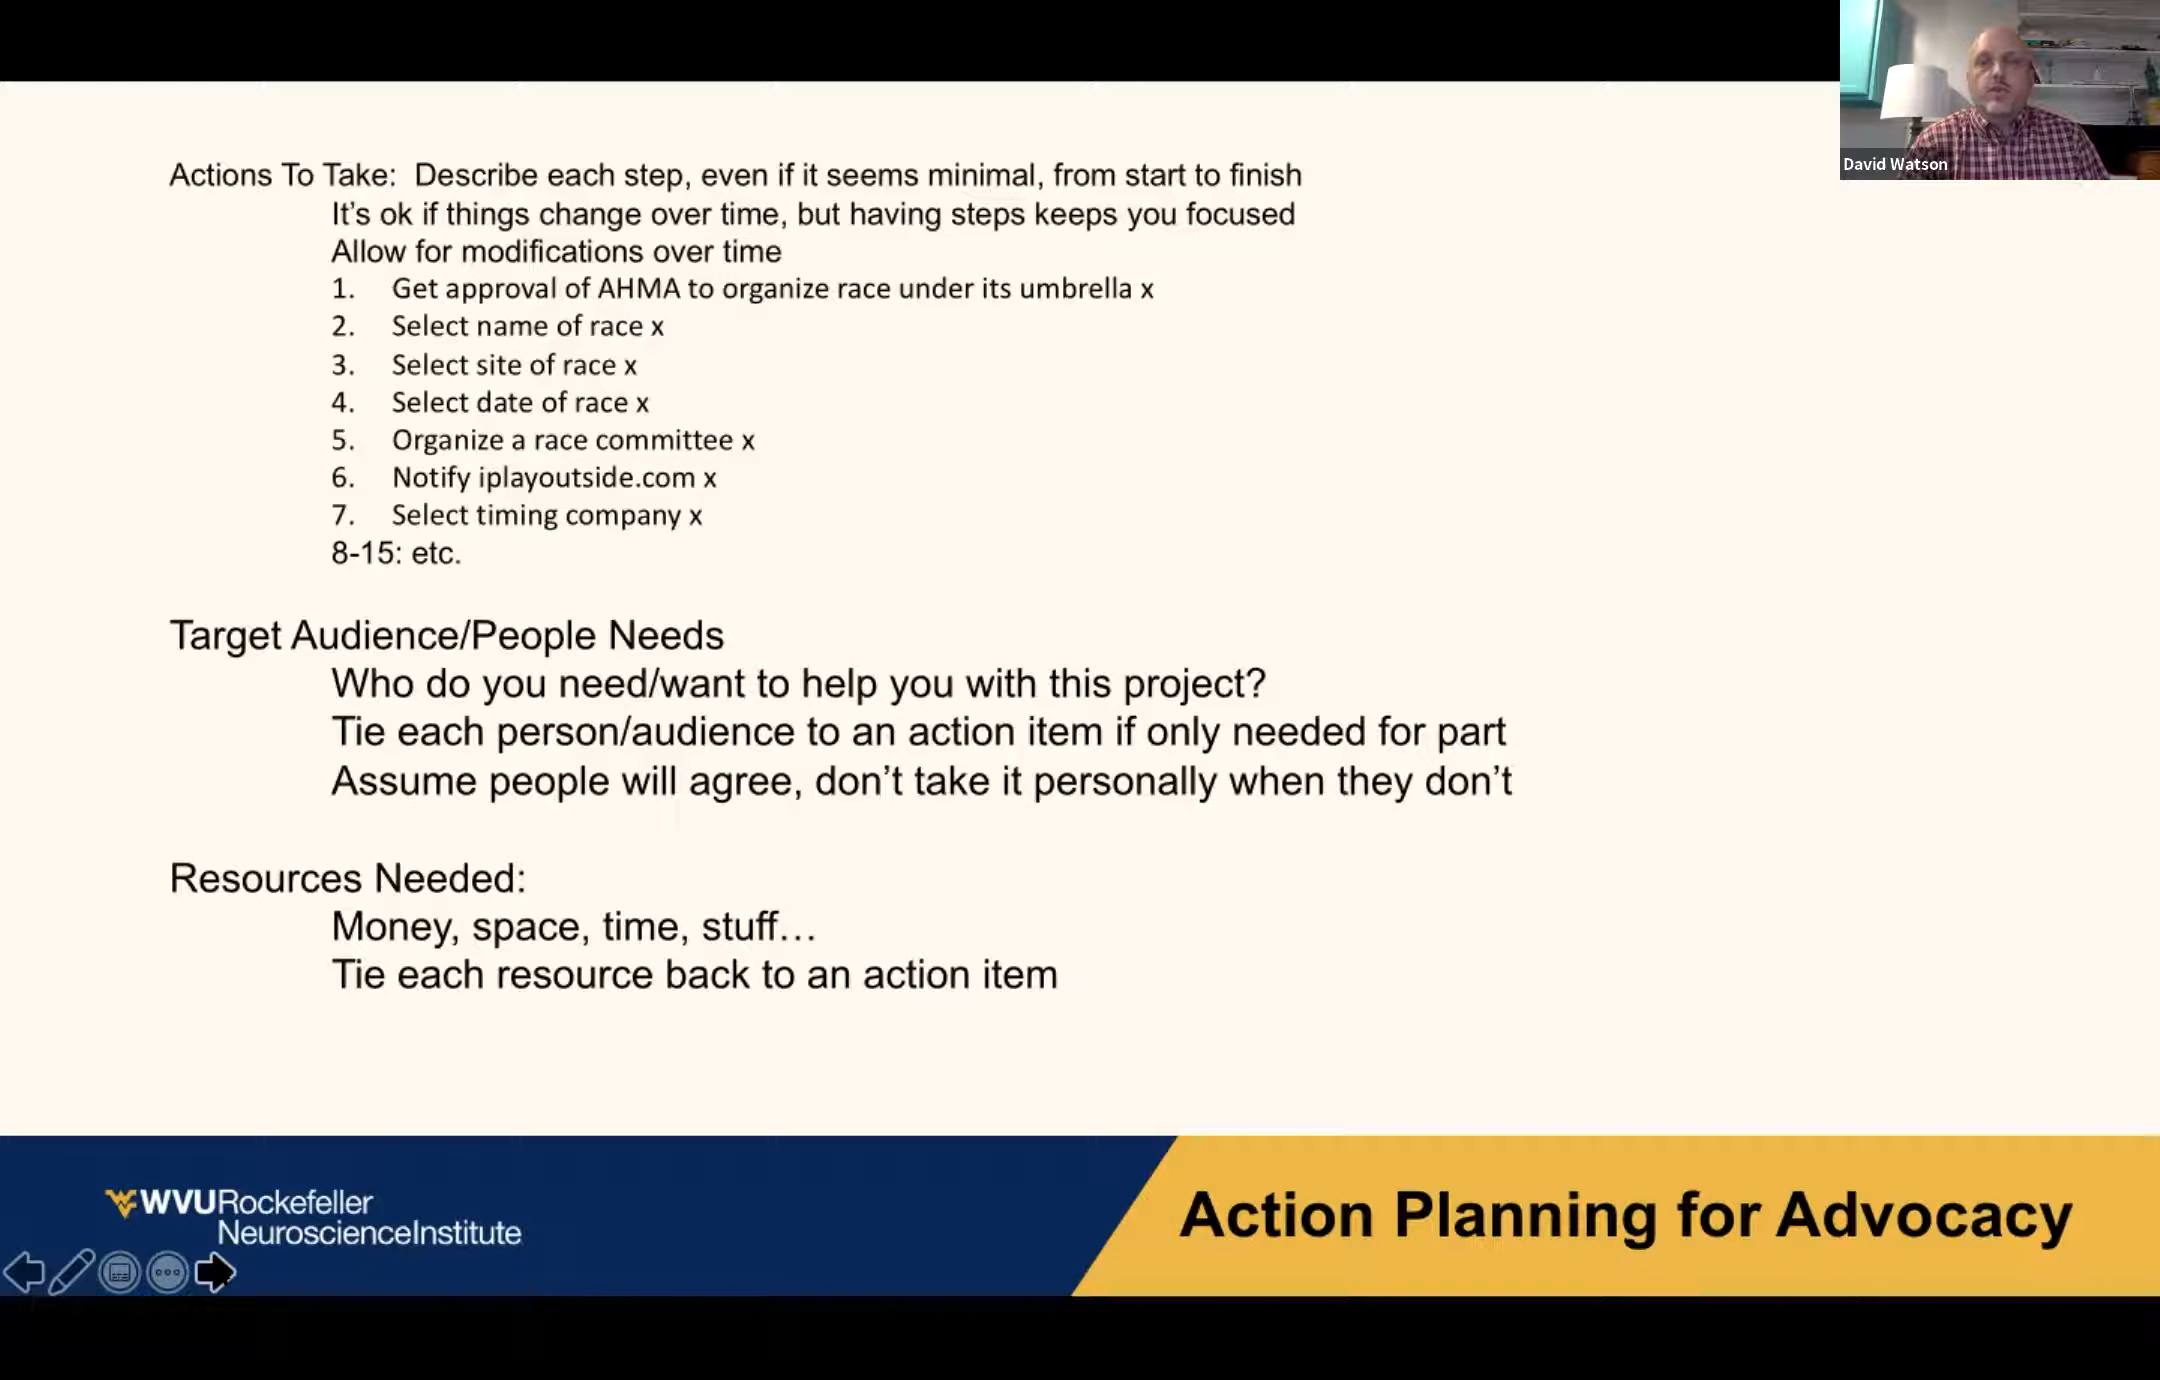 David Watson
Actions To Take:  Describe each step, even if it seems minimal, from start to finish
It’s ok if things change over time, but having steps keeps you focused
Allow for modifications over time
1. Get approval of AHMA to organize race under its umbrella x
2. Select name of race x
3. Select site of race x
4. Select date of race x
5. Organize a race committee x
6. Notify iplayoutside.com x
7. Select timing company x
8-15: etc.
Target Audience/People Needs
Who do you need/want to help you with this project?
Tie each person/audience to an action item if only needed for part
Assume people will agree, don’t take it personally when they don’t
Resources Needed:
Money, space, time, stuff…
Tie each resource back to an action item
WVURockefeller
NeuroscienceInstitute
Action Planning for Advocacy